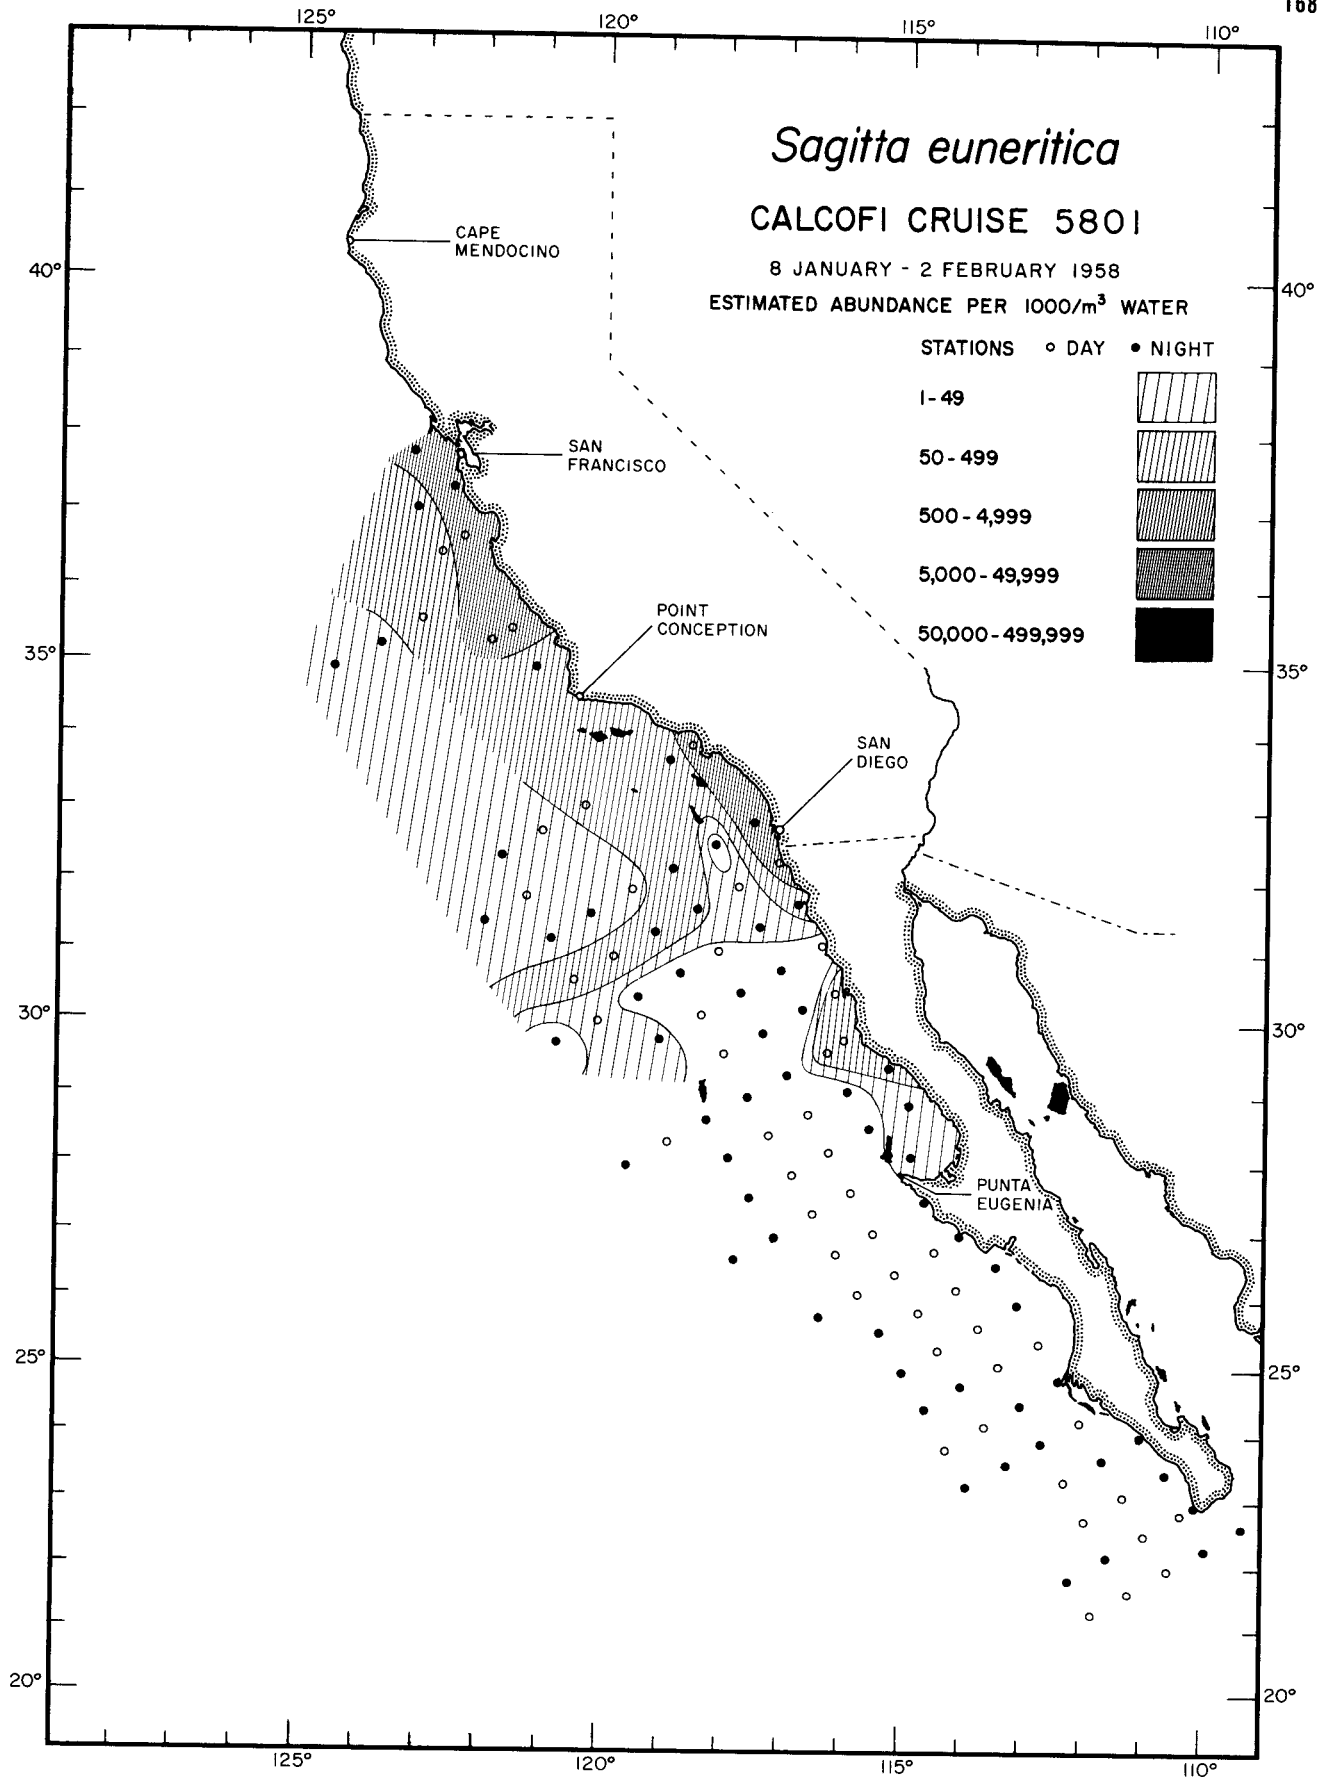 168
125° 120° 115° 110°
Sagitta euneritica
CALCOFI CRUISE 5801
8 JANUARY - 2 FEBRUARY 1958
ESTIMATED ABUNDANCE PER 1000/m³ WATER
STATIONS ○ DAY ● NIGHT
1-49
50-499
500-4,999
5,000-49,999
50,000-499,999
CAPE
MENDOCINO
40° 40°
SAN
FRANCISCO
POINT
CONCEPTION
35° 35°
SAN
DIEGO
30° 30°
PUNTA
EUGENIA
25° 25°
20° 20°
125° 120° 115° 110°